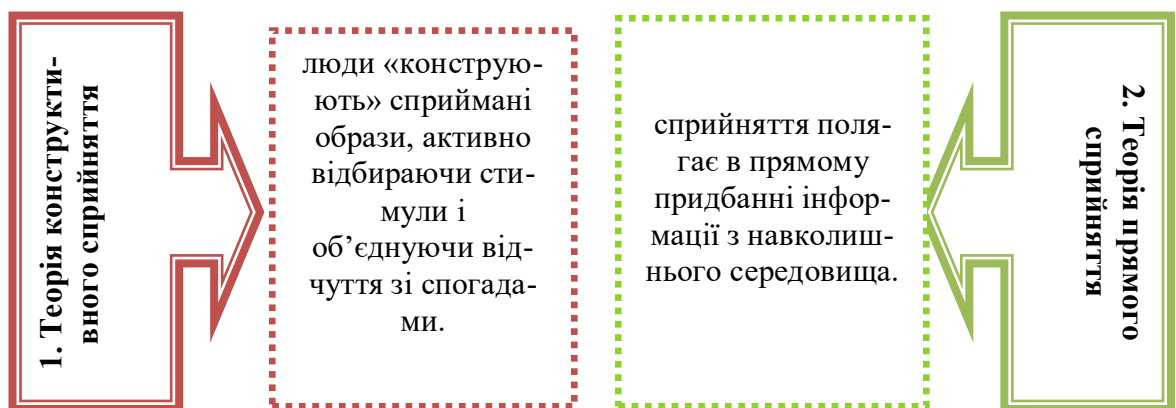 1. Теорія конструкти-
вного сприйняття
люди «конструю-
ють» сприймані
образи, активно
відбираючи сти-
мули і
об’єднуючи від-
чуття зі спогада-
ми.
сприйняття поля-
гає в прямому
придбанні інфор-
мації з навколиш-
нього середовища.
2. Теорія прямого
сприйняття